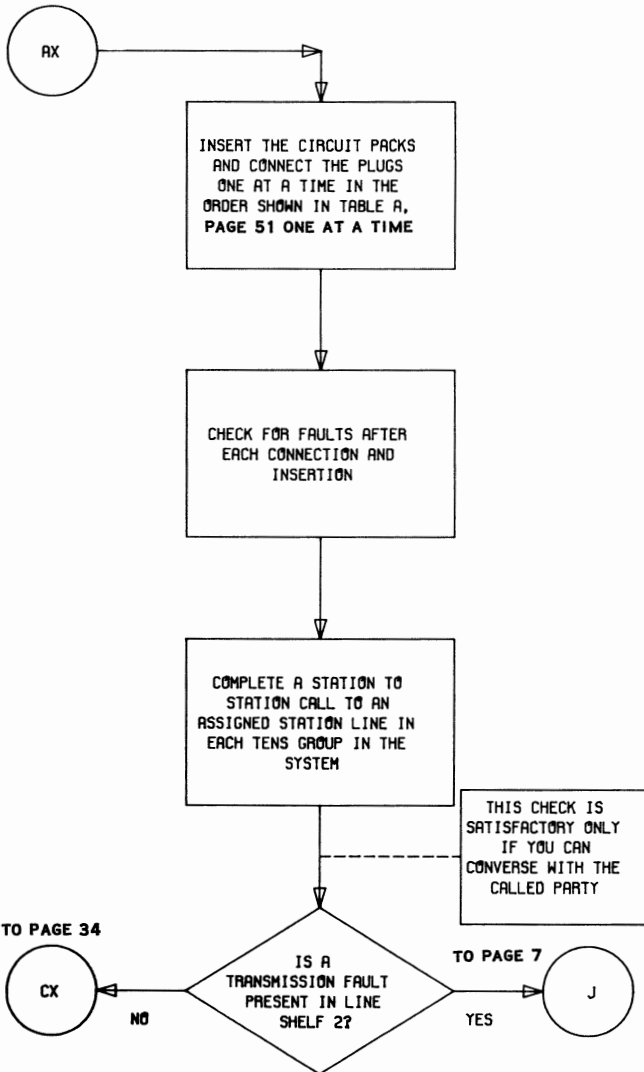 AX
INSERT THE CIRCUIT PACKS
AND CONNECT THE PLUGS
ONE AT A TIME IN THE
ORDER SHOWN IN TABLE A,
PAGE 51 ONE AT A TIME
CHECK FOR FAULTS AFTER
EACH CONNECTION AND
INSERTION
COMPLETE A STATION TO
STATION CALL TO AN
ASSIGNED STATION LINE IN
EACH TENS GROUP IN THE
SYSTEM
THIS CHECK IS
SATISFACTORY ONLY
IF YOU CAN
CONVERSE WITH THE
CALLED PARTY
TO PAGE 34
CX
NO
IS A
TRANSMISSION FAULT
PRESENT IN LINE
SHELF 2?
TO PAGE 7
YES
J